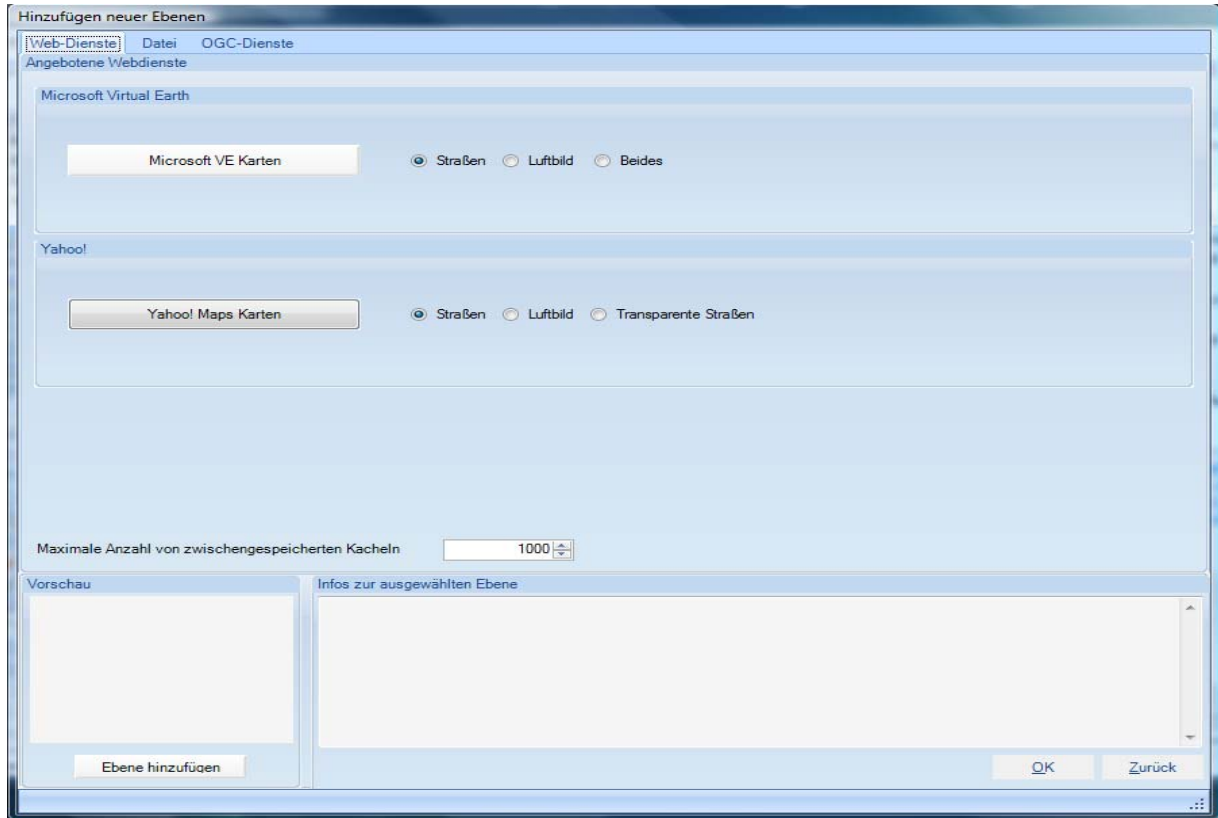 Hinzufügen neuer Ebenen
Web-Dienste Datei OGC-Dienste
Angebotene Webdienste
Microsoft Virtual Earth
Microsoft VE Karten Straßen Luftbild Beides
Yahoo!
Yahoo! Maps Karten Straßen Luftbild Transparente Straßen
Maximale Anzahl von zwischengespeicherten Kacheln 1000
Vorschau Infos zur ausgewählten Ebene
Ebene hinzufügen OK Zurück